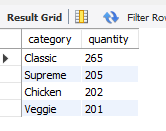 Result Grid Filter Row
category quantity
Classic 265
Supreme 205
Chicken 202
Veggie 201